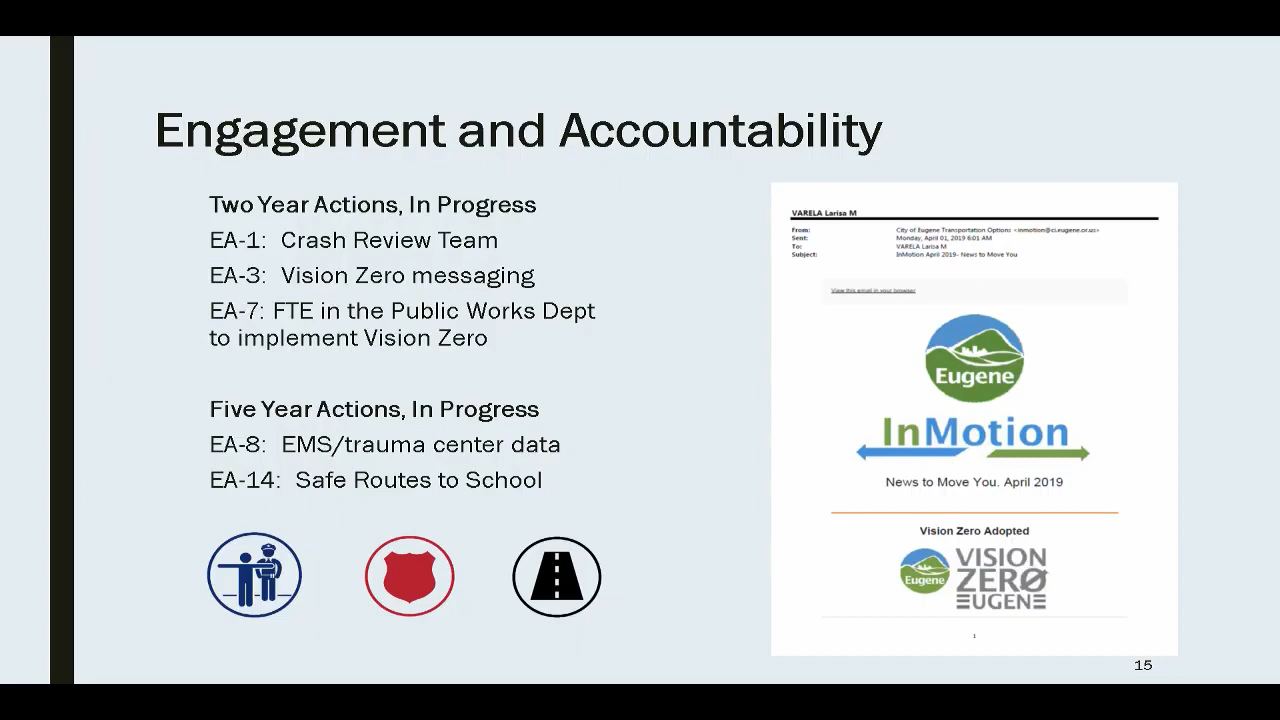 Engagement and Accountability
Two Year Actions, In Progress
EA-1: Crash Review Team
EA-3: Vision Zero messaging
EA-7: FTE in the Public Works Dept
to implement Vision Zero
Five Year Actions, In Progress
EA-8: EMS/trauma center data
EA-14: Safe Routes to School
VARELA Larisa M
From: City of Eugene Transportation Options <inmotion@ci.eugene.or.us>
Sent: Monday, April 01, 2019 6:01 AM
To: VARELA Larisa M
Subject: InMotion April 2019- News to Move You
View this email in your browser
Eugene
InMotion
News to Move You. April 2019
Vision Zero Adopted
Eugene
VISION
ZERO
EUGENE
1
15